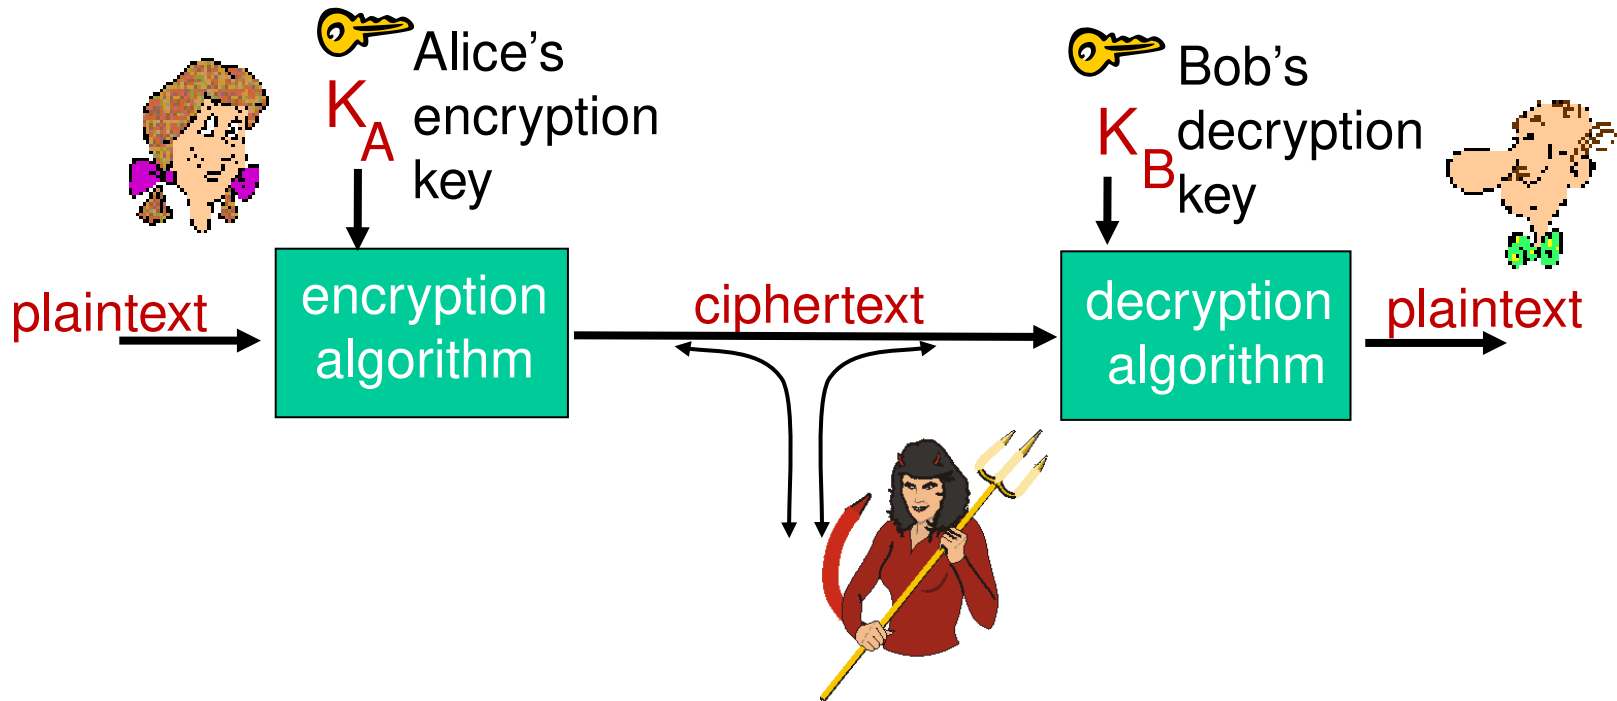 Alice’s
encryption
key
K
A
Bob’s
decryption
key
K
B
plaintext
encryption
algorithm
ciphertext
decryption
algorithm
plaintext